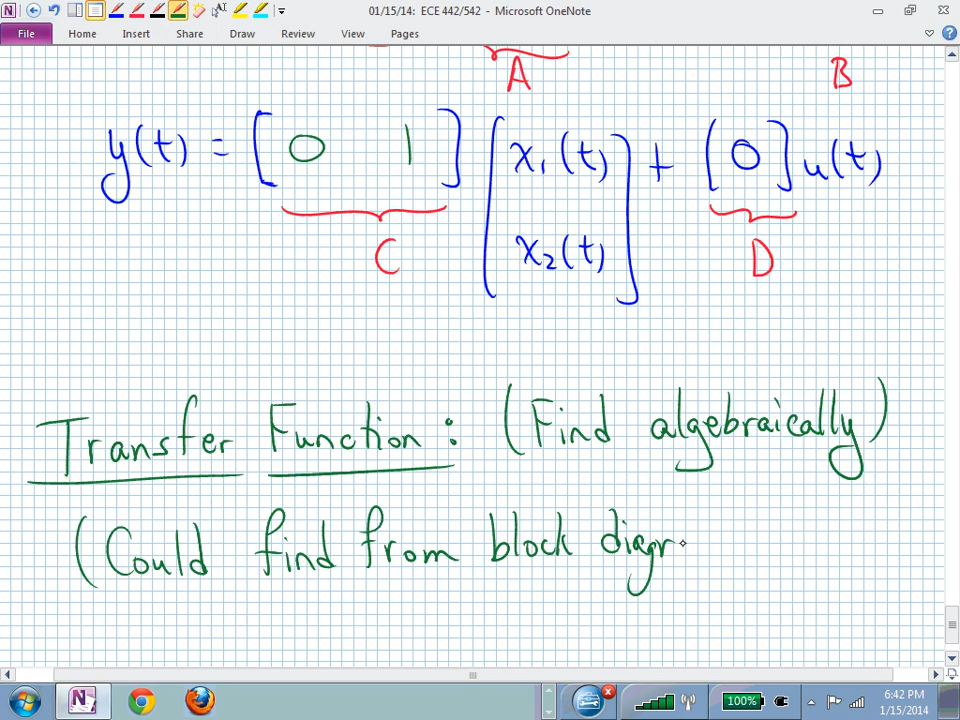 01/15/14: ECE 442/542 - Microsoft OneNote
File Home Insert Share Draw Review View Pages
A B
y(t) = [ 0 1 ] [ x₁(t) ] + [ 0 ] u(t)
x₂(t)
C D
Transfer Function : (Find algebraically)
(Could find from block diagr
100%
6:42 PM
1/15/2014